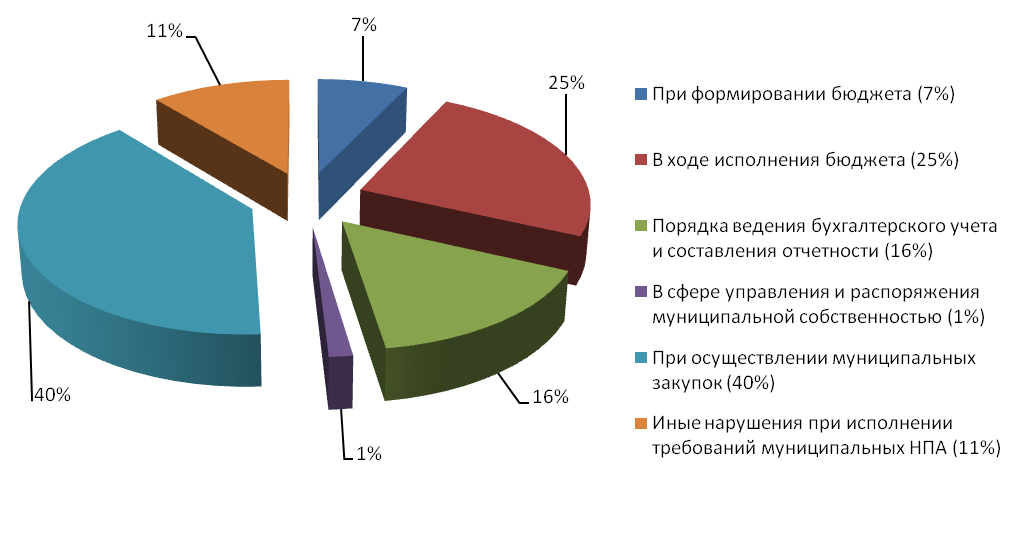 11%
7%
25%
40%
1%
16%
При формировании бюджета (7%)
В ходе исполнения бюджета (25%)
Порядка ведения бухгалтерского учета
и составления отчетности (16%)
В сфере управления и распоряжения
муниципальной собственностью (1%)
При осуществлении муниципальных
закупок (40%)
Иные нарушения при исполнении
требований муниципальных НПА (11%)